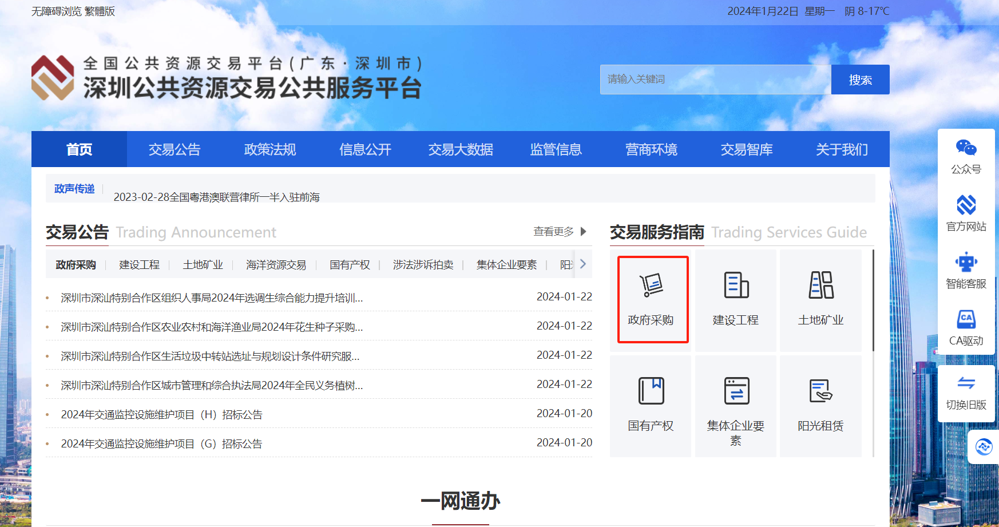 无障碍浏览 繁體版
2024年1月22日 星期一 阴 8-17℃
全国公共资源交易平台(广东·深圳市)
深圳公共资源交易公共服务平台
请输入关键词
搜索
首页 交易公告 政策法规 信息公开 交易大数据 监管信息 营商环境 交易智库 关于我们
政声传递
2023-02-28全国粤港澳联营律所一半入驻前海
交易公告 Trading Announcement
查看更多
政府采购 建设工程 土地矿业 海洋资源交易 国有产权 涉法涉诉拍卖 集体企业要素 阳
深圳市深汕特别合作区组织人事局2024年选调生综合能力提升培训... 2024-01-22
深圳市深汕特别合作区农业农村和海洋渔业局2024年花生种子采购... 2024-01-22
深圳市深汕特别合作区生活垃圾中转站选址与规划设计条件研究服... 2024-01-22
深圳市深汕特别合作区城市管理和综合执法局2024年全民义务植树... 2024-01-22
2024年交通监控设施维护项目（H）招标公告 2024-01-20
2024年交通监控设施维护项目（G）招标公告 2024-01-20
交易服务指南 Trading Services Guide
政府采购
建设工程
土地矿业
国有产权
集体企业要
素
阳光租赁
公众号
官方网站
智能客服
CA
CA驱动
切换旧版
一网通办